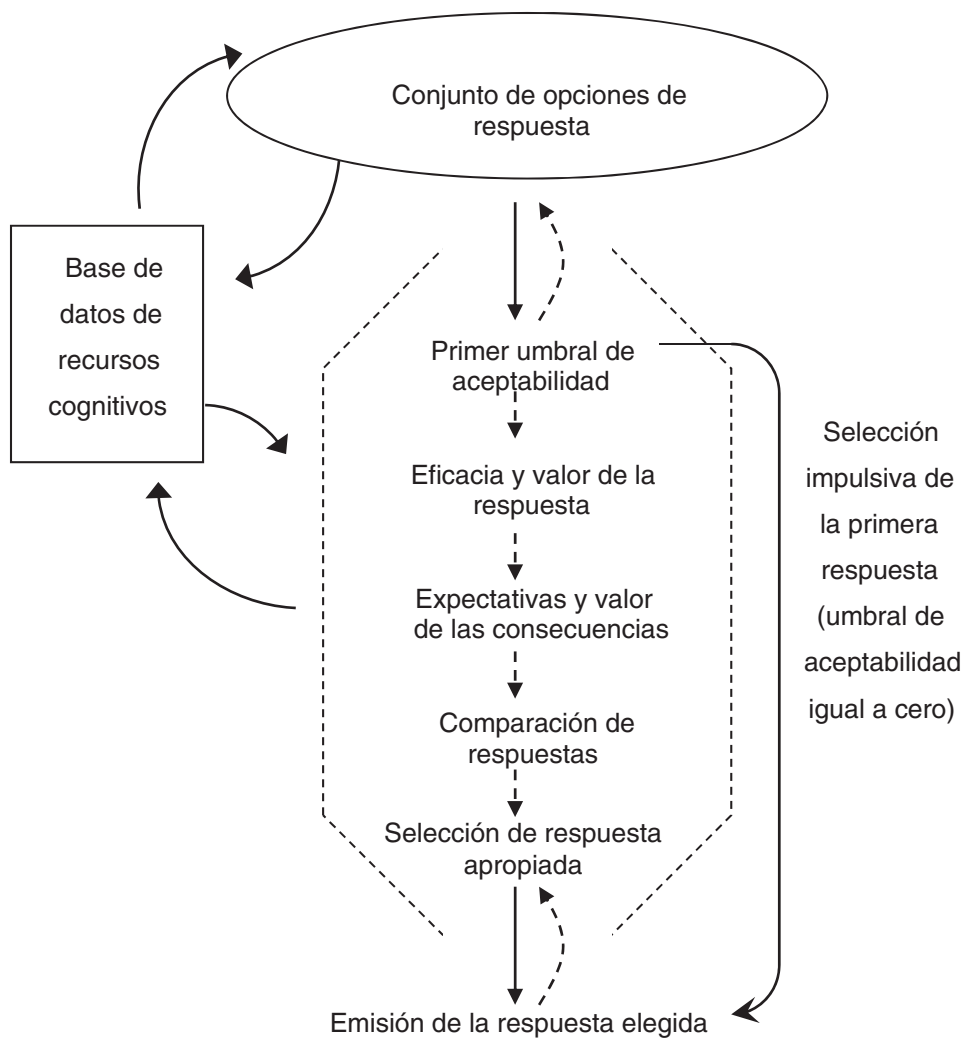 Conjunto de opciones de
respuesta
Base de
datos de
recursos
cognitivos
Primer umbral de
aceptabilidad
Eficacia y valor de la
respuesta
Expectativas y valor
de las consecuencias
Comparación de
respuestas
Selección de respuesta
apropiada
Emisión de la respuesta elegida
Selección
impulsiva de
la primera
respuesta
(umbral de
aceptabilidad
igual a cero)